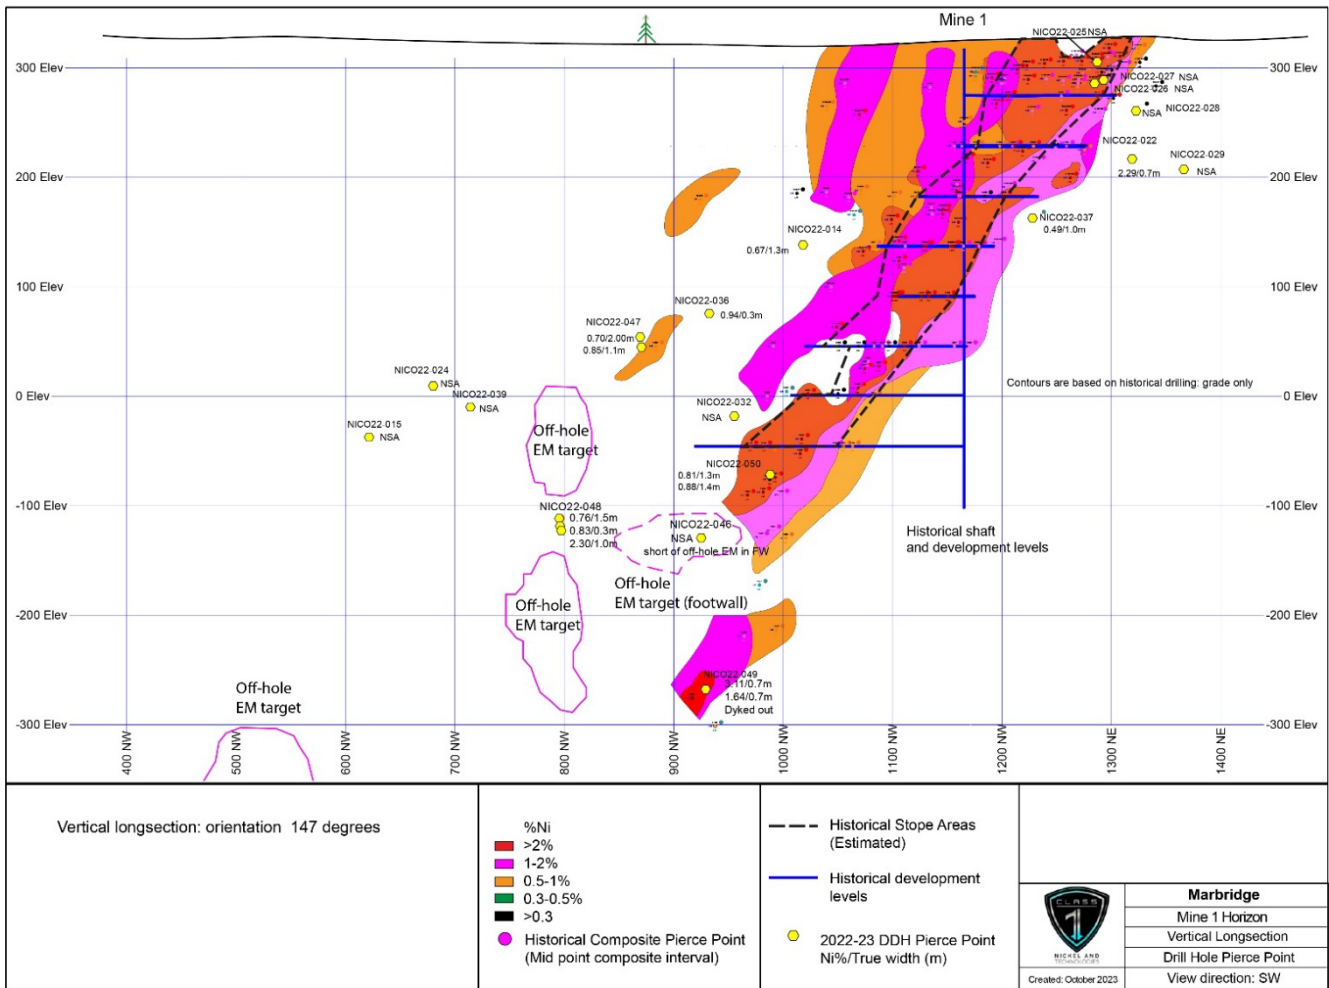 Mine 1
NICO22-025NSA
300 Elev
300 Elev
NICO22-027 NSA
NICO22-026 NSA
NSA NICO22-028
NICO22-022
2.29/0.7m
NICO22-029
NSA
200 Elev
200 Elev
NICO22-037
0.49/1.0m
NICO22-014
0.67/1.3m
100 Elev
100 Elev
NICO22-036
0.94/0.3m
NICO22-047
0.70/2.00m
0.85/1.1m
NICO22-024
NSA
NICO22-039
NSA
Contours are based on historical drilling: grade only
0 Elev
0 Elev
NICO22-032
NSA
NICO22-015
NSA
Off-hole
EM target
NICO22-050
0.81/1.3m
0.88/1.4m
-100 Elev
-100 Elev
NICO22-048
0.76/1.5m
0.83/0.3m
2.30/1.0m
NICO22-046
NSA
short of off-hole EM in FW
Historical shaft
and development levels
Off-hole
EM target (footwall)
Off-hole
EM target
-200 Elev
-200 Elev
NICO22-049
3.11/0.7m
1.64/0.7m
Dyked out
Off-hole
EM target
-300 Elev
-300 Elev
400 NW
500 NW
600 NW
700 NW
800 NW
900 NW
1000 NW
1100 NW
1200 NW
1300 NE
1400 NE
Vertical longsection: orientation 147 degrees
%Ni
>2%
1-2%
0.5-1%
0.3-0.5%
>0.3
Historical Composite Pierce Point
(Mid point composite interval)
Historical Stope Areas
(Estimated)
Historical development
levels
2022-23 DDH Pierce Point
Ni%/True width (m)
CLASS
1
NICKEL AND
TECHNOLOGIES
Created: October 2023
Marbridge
Mine 1 Horizon
Vertical Longsection
Drill Hole Pierce Point
View direction: SW